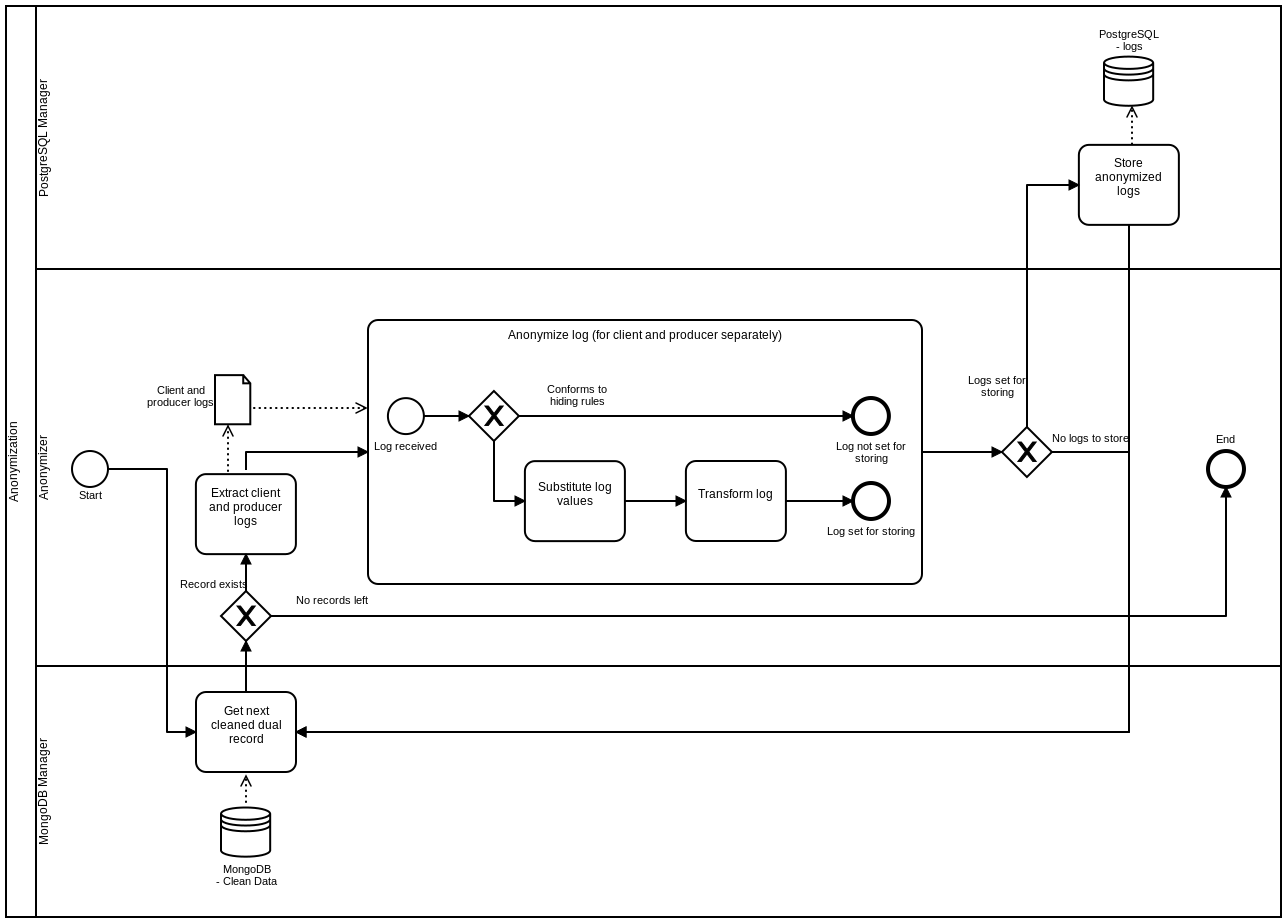 Anonymization
PostgreSQL Manager
PostgreSQL
- logs
Store
anonymized
logs
Anonymizer
Anonymize log (for client and producer separately)
Client and
producer logs
Conforms to
hiding rules
Log received
Log not set for
storing
Logs set for
storing
No logs to store
End
Start
Extract client
and producer
logs
Substitute log
values
Transform log
Log set for storing
Record exists
No records left
MongoDB Manager
Get next
cleaned dual
record
MongoDB
- Clean Data